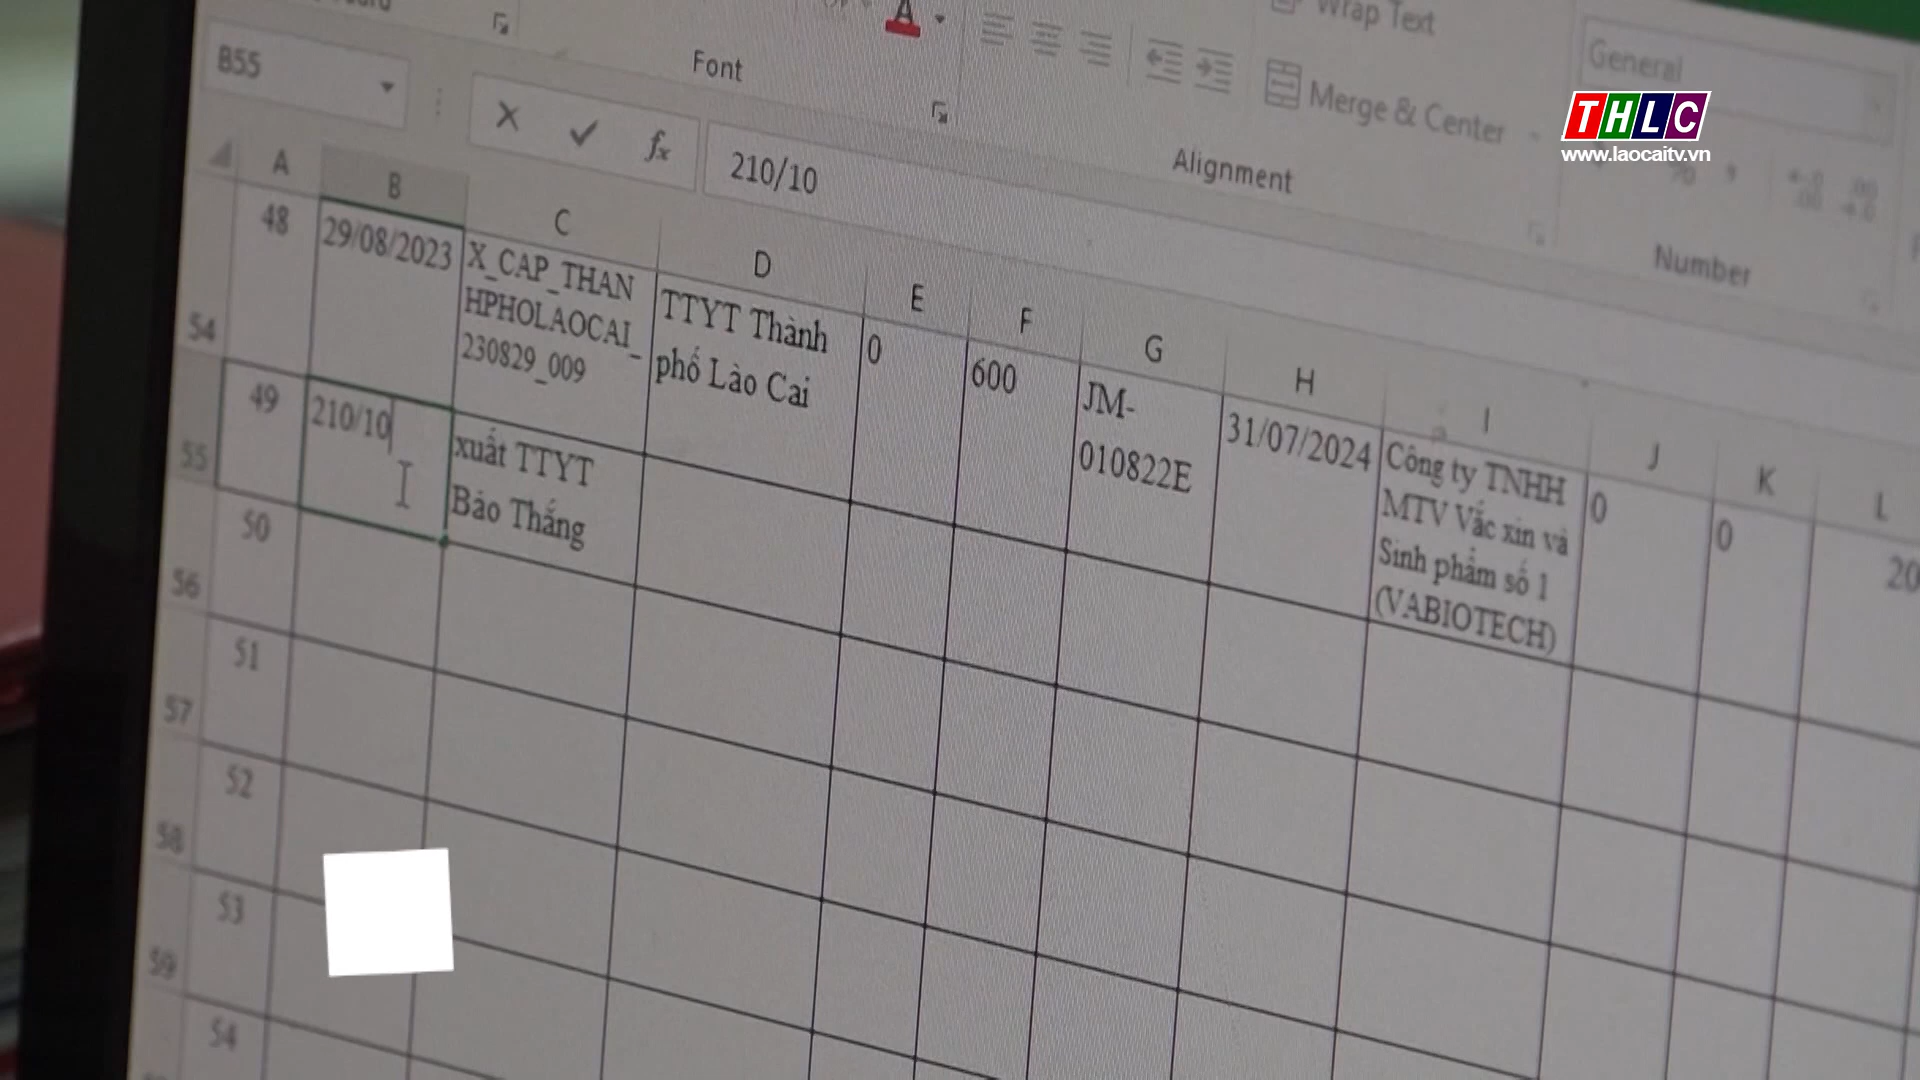 Wrap Text
General
B55
Font
Merge & Center
THLC
www.laocaitv.vn
210/10
Alignment
Number
A B C D E F G H I J K L
54 48 29/08/2023
X_CAP_THAN
HPHOLAOCAI_
230829_009
TTYT Thành
phố Lào Cai
0
600
JM-
010822E
31/07/2024
Công ty TNHH
MTV Vắc xin và
Sinh phẩm số 1
(VABIOTECH)
0
0
20
55 49 210/10
xuất TTYT
Bảo Thắng
56 50
57 51
58 52
59 53
54